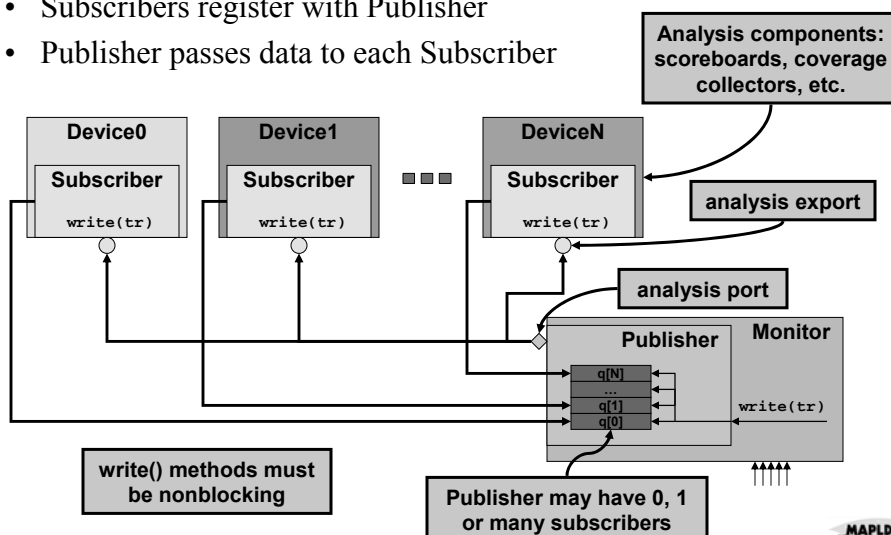 • Subscribers register with Publisher
• Publisher passes data to each Subscriber
Analysis components:
scoreboards, coverage
collectors, etc.
Device0
Device1
DeviceN
Subscriber
Subscriber
Subscriber
write(tr)
write(tr)
write(tr)
analysis export
analysis port
Publisher
Monitor
q[N]
...
q[1]
q[0]
write(tr)
write() methods must
be nonblocking
Publisher may have 0, 1
or many subscribers
MAPLD